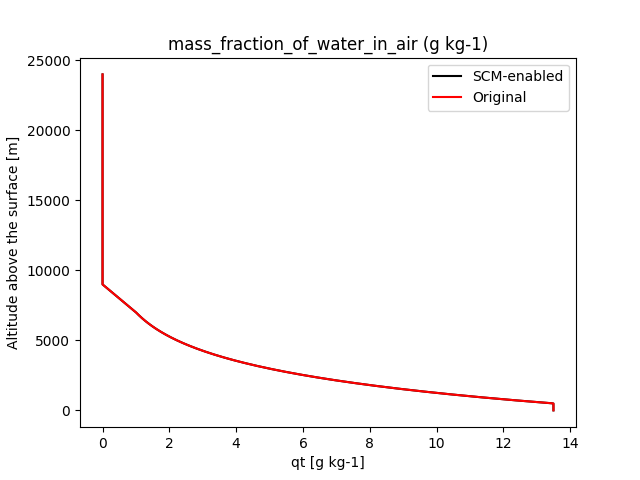 mass_fraction_of_water_in_air (g kg-1)
SCM-enabled
Original
Altitude above the surface [m]
25000
20000
15000
10000
5000
0
0 2 4 6 8 10 12 14
qt [g kg-1]